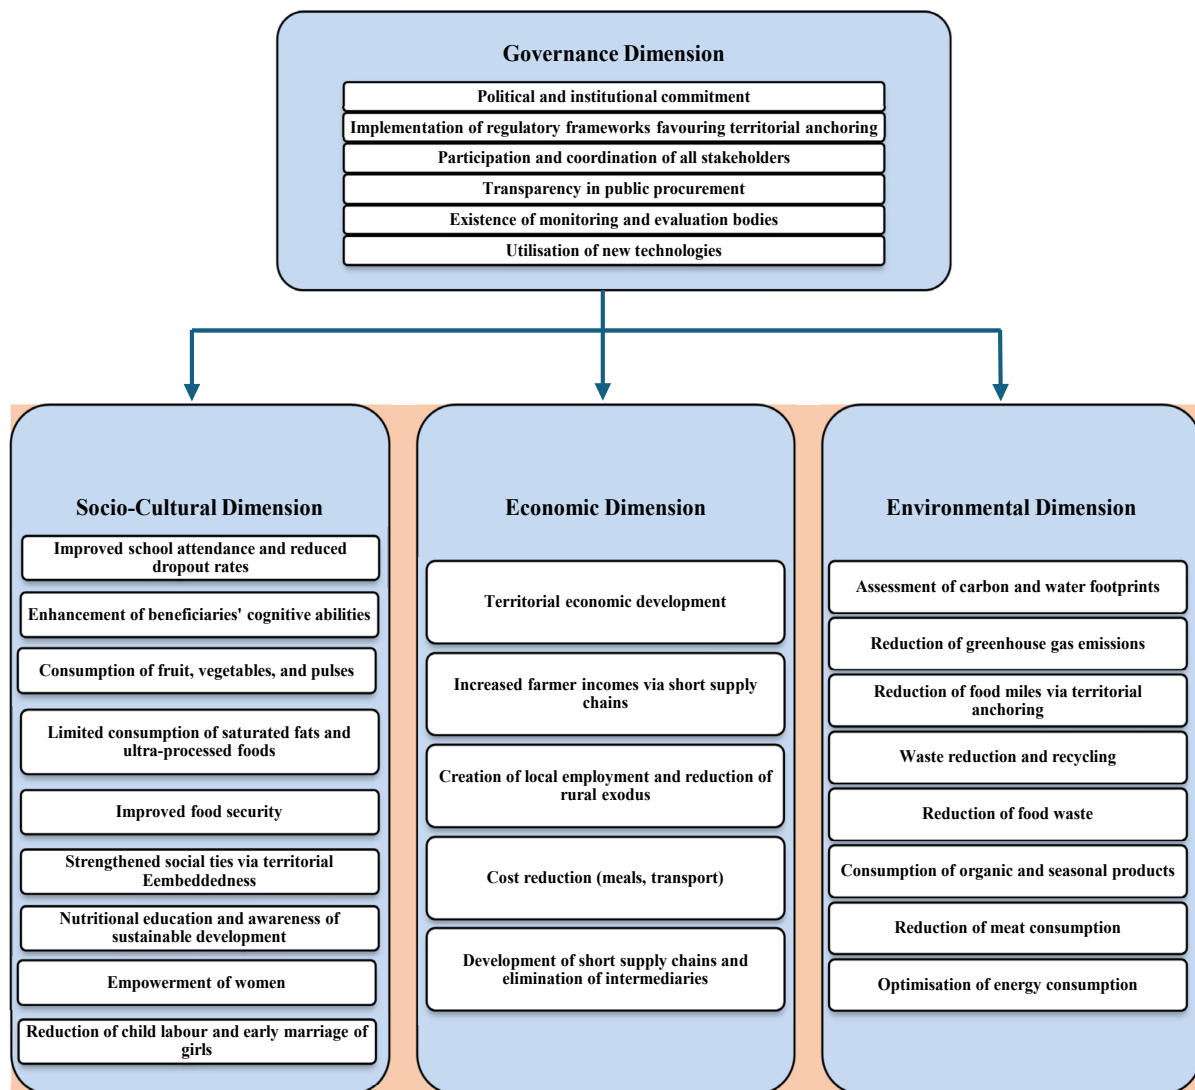 Governance Dimension
Political and institutional commitment
Implementation of regulatory frameworks favouring territorial anchoring
Participation and coordination of all stakeholders
Transparency in public procurement
Existence of monitoring and evaluation bodies
Utilisation of new technologies
Socio-Cultural Dimension
Improved school attendance and reduced
dropout rates
Enhancement of beneficiaries' cognitive abilities
Consumption of fruit, vegetables, and pulses
Limited consumption of saturated fats and
ultra-processed foods
Improved food security
Strengthened social ties via territorial
Eembeddedness
Nutritional education and awareness of
sustainable development
Empowerment of women
Reduction of child labour and early marriage of
girls
Economic Dimension
Territorial economic development
Increased farmer incomes via short supply
chains
Creation of local employment and reduction of
rural exodus
Cost reduction (meals, transport)
Development of short supply chains and
elimination of intermediaries
Environmental Dimension
Assessment of carbon and water footprints
Reduction of greenhouse gas emissions
Reduction of food miles via territorial
anchoring
Waste reduction and recycling
Reduction of food waste
Consumption of organic and seasonal products
Reduction of meat consumption
Optimisation of energy consumption